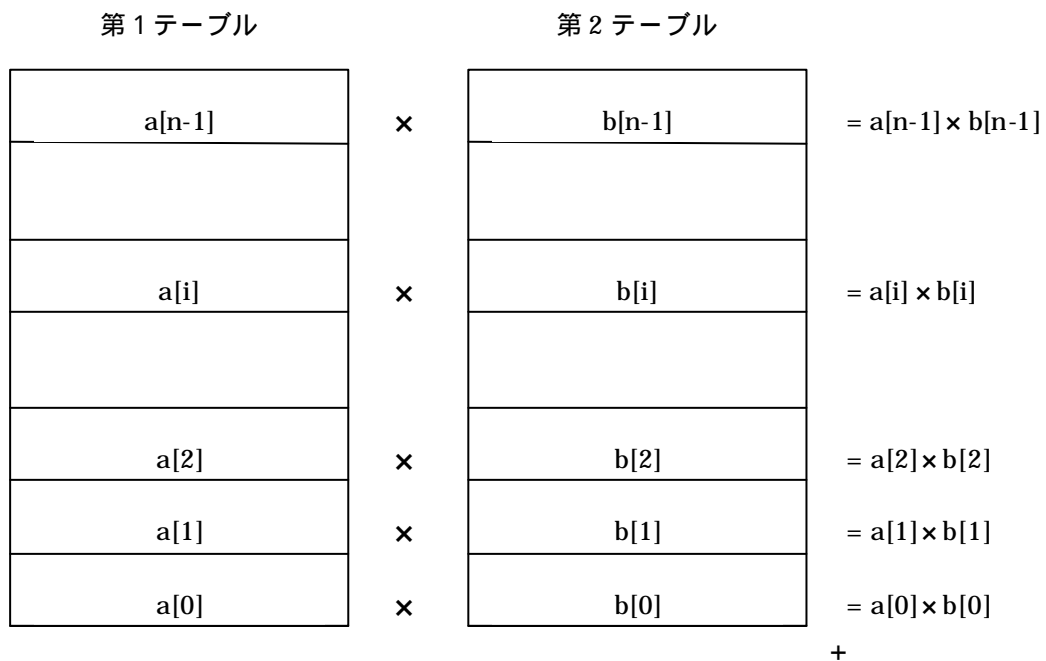 第1テーブル 第2テーブル
a[n-1] × b[n-1] = a[n-1]×b[n-1]
a[i] × b[i] = a[i]×b[i]
a[2] × b[2] = a[2]×b[2]
a[1] × b[1] = a[1]×b[1]
a[0] × b[0] = a[0]×b[0]
+